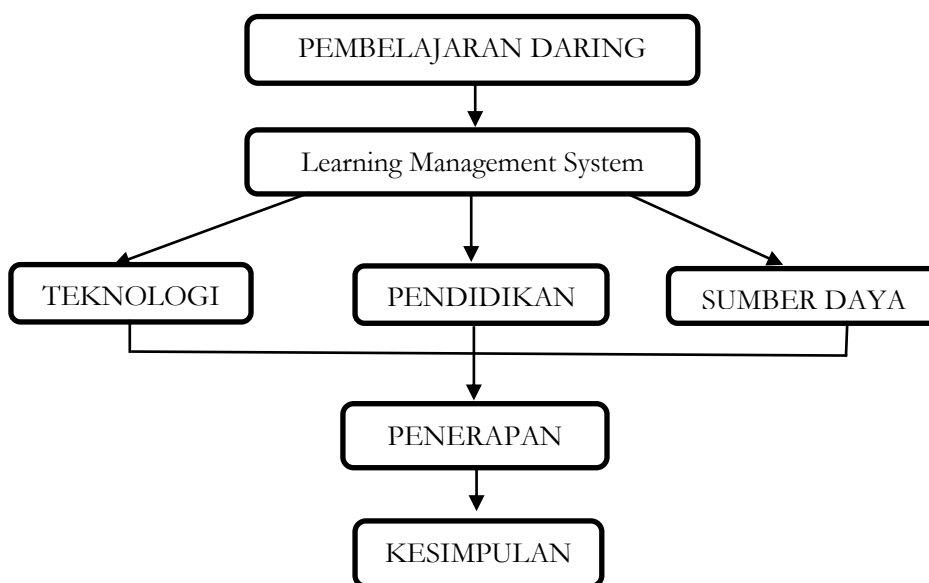 PEMBELAJARAN DARING
Learning Management System
TEKNOLOGI
PENDIDIKAN
SUMBER DAYA
PENERAPAN
KESIMPULAN